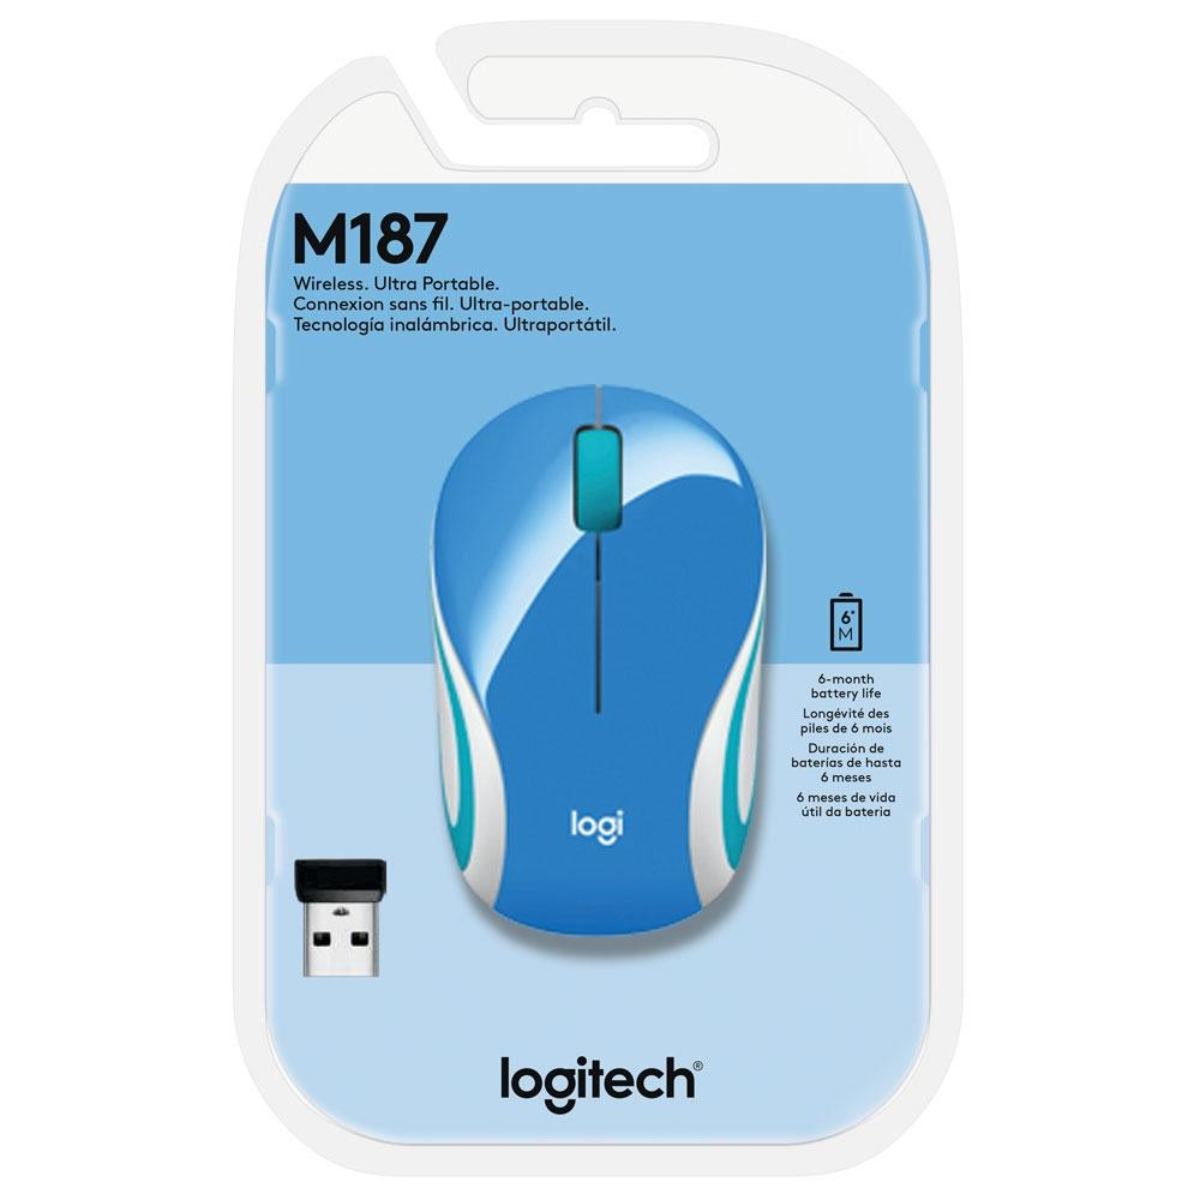 M187
Wireless. Ultra Portable.
Connexion sans fil. Ultra-portable.
Tecnología inalámbrica. Ultraportátil.
6*
M
6-month
battery life
Longévité des
piles de 6 mois
Duración de
baterías de hasta
6 meses
6 meses de vida
útil da bateria
logi
logitech®